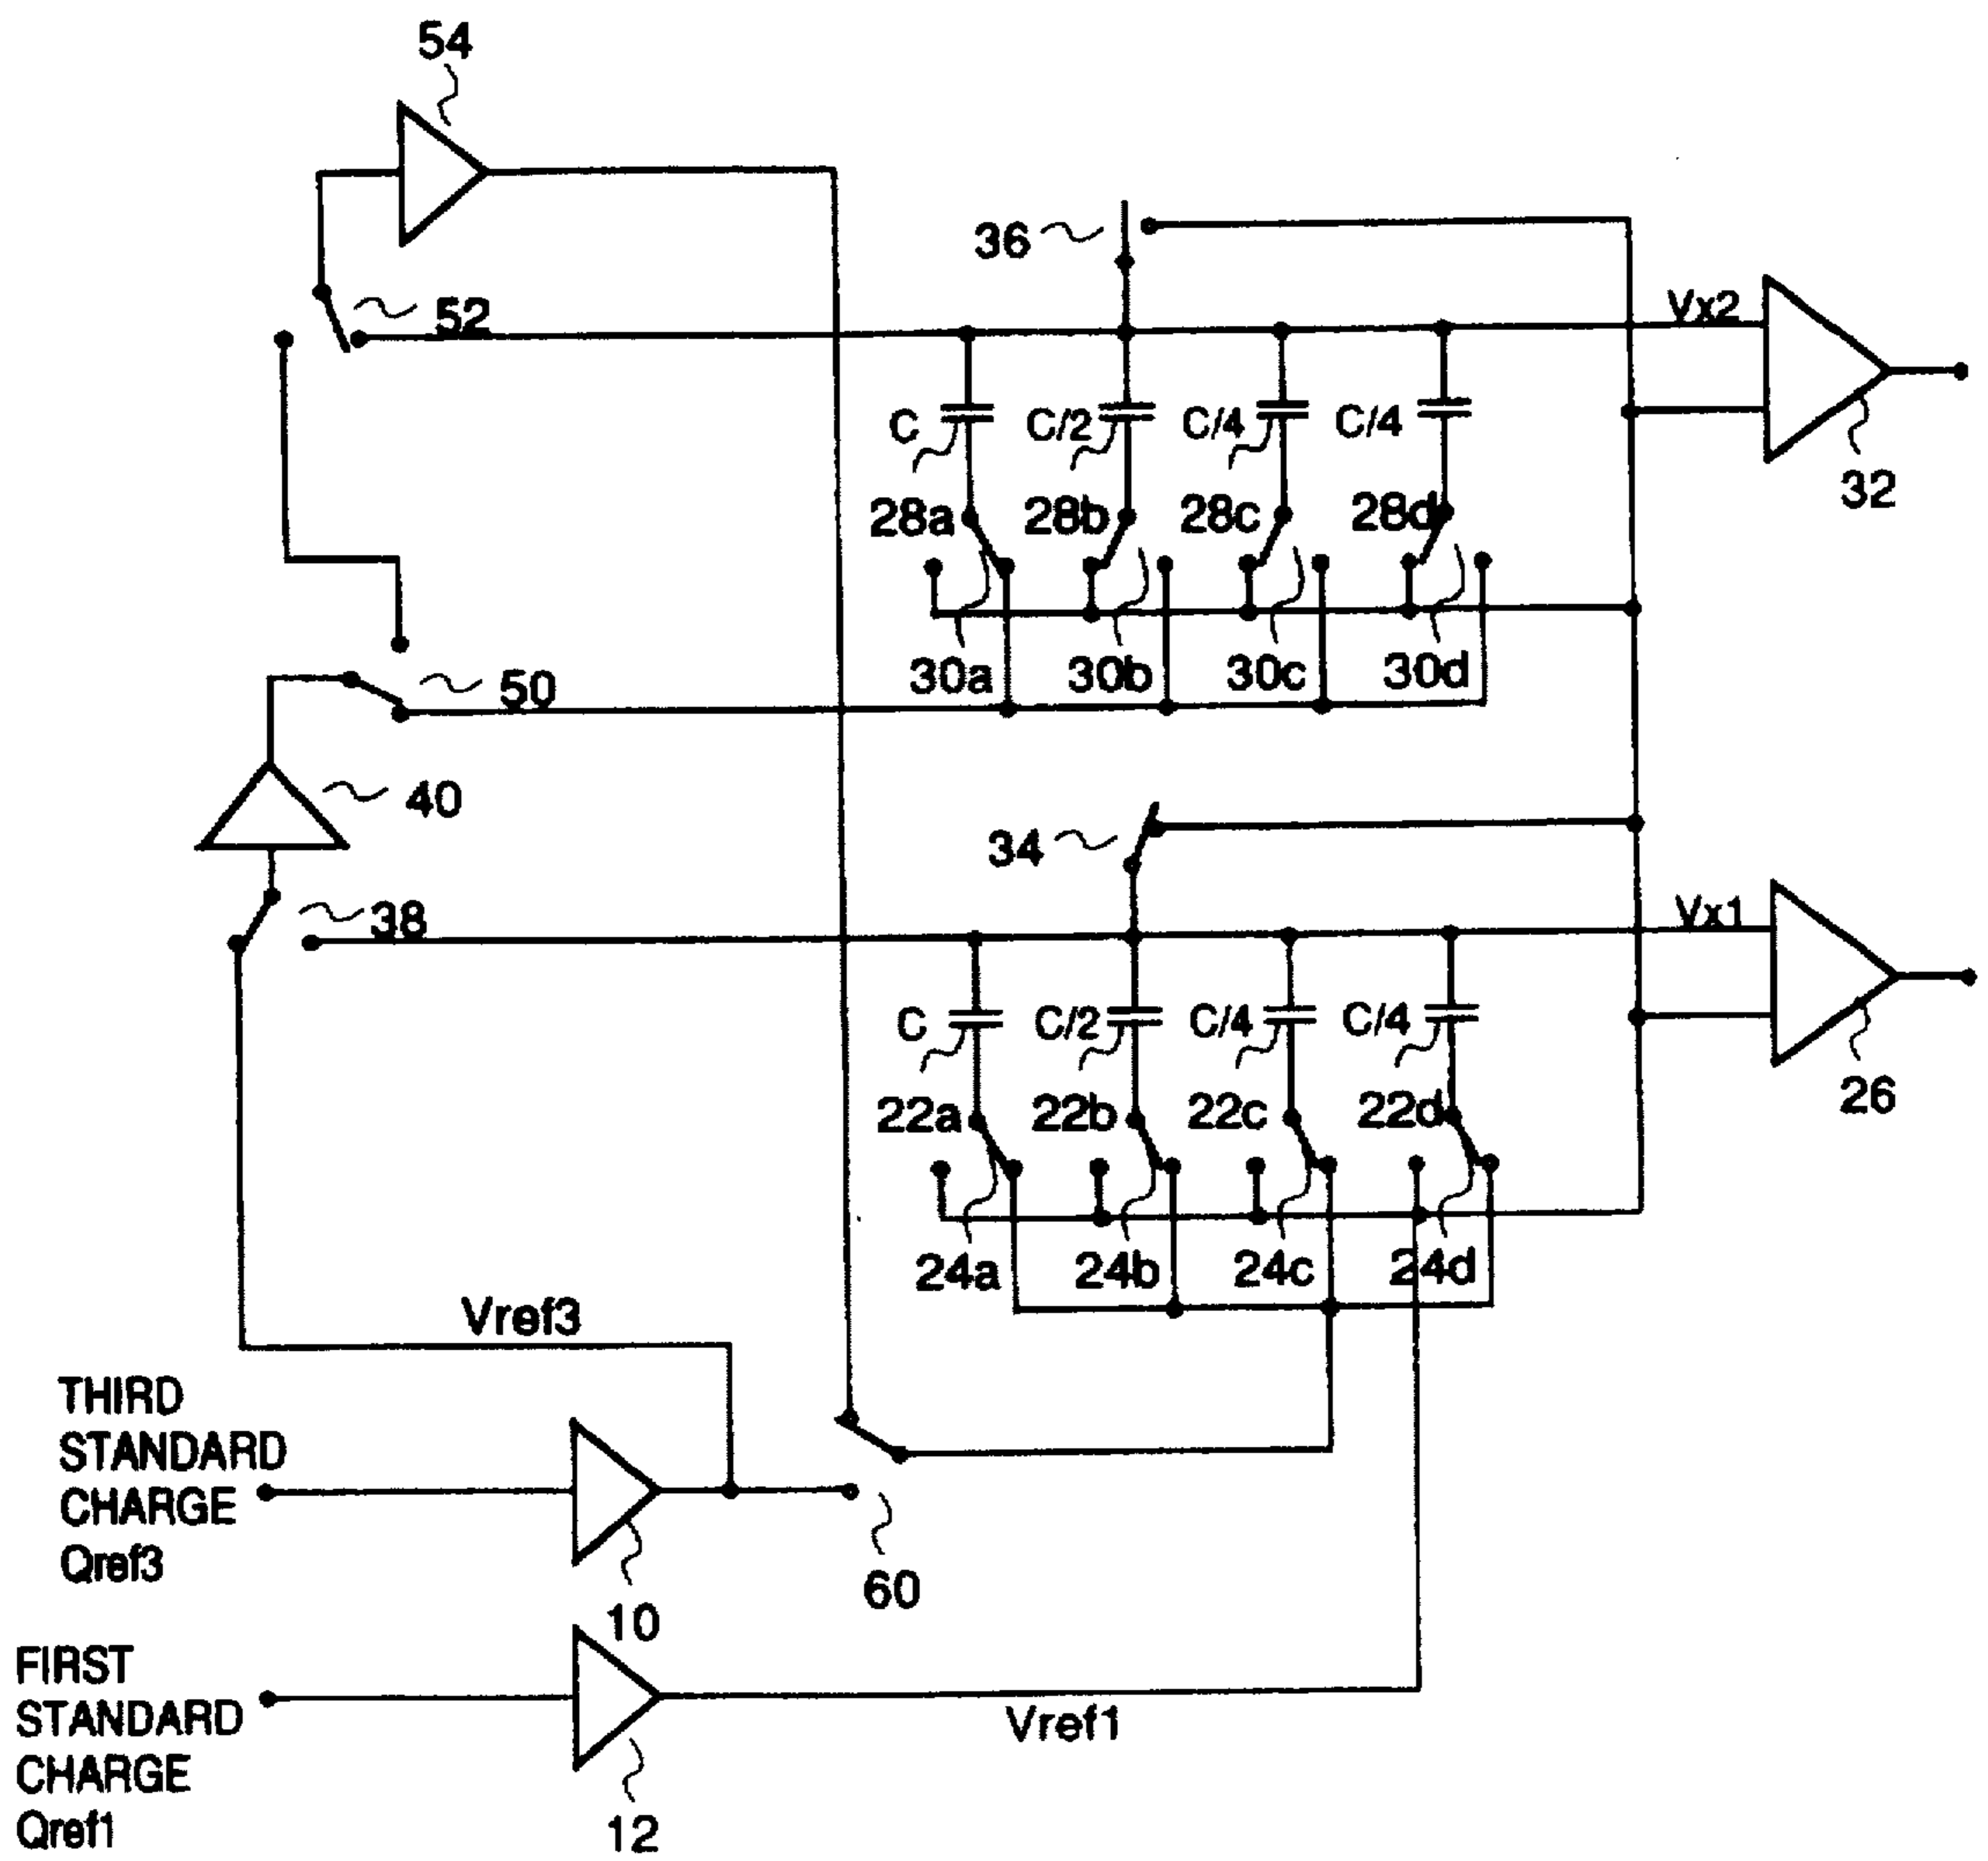 54
36
52
Vx2
C
C/2
C/4
C/4
32
28a
28b
28c
28d
30a
30b
30c
30d
50
40
34
38
Vx1
C
C/2
C/4
C/4
26
22a
22b
22c
22d
24a
24b
24c
24d
Vref3
THIRD
STANDARD
CHARGE
Qref3
60
10
FIRST
STANDARD
CHARGE
Qref1
Vref1
12